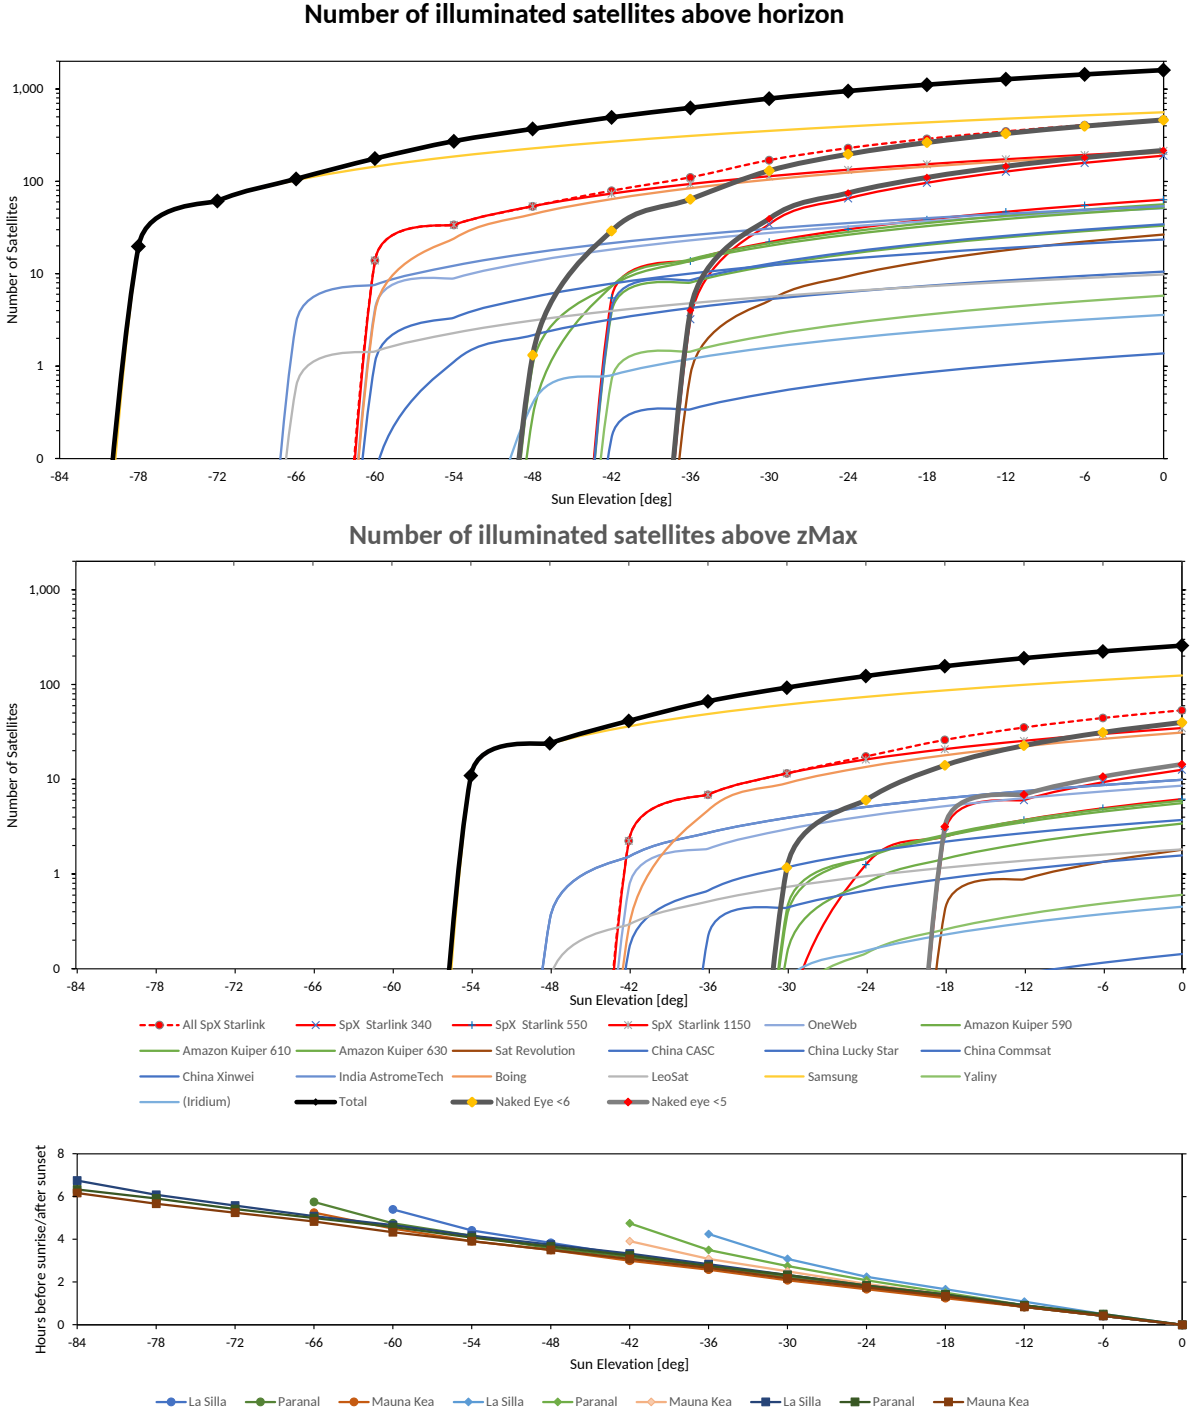 Number of illuminated satellites above horizon
1,000
100
10
1
0
Number of Satellites
-84 -78 -72 -66 -60 -54 -48 -42 -36 -30 -24 -18 -12 -6 0
Sun Elevation [deg]
Number of illuminated satellites above zMax
1,000
100
10
1
0
Number of Satellites
-84 -78 -72 -66 -60 -54 -48 -42 -36 -30 -24 -18 -12 -6 0
Sun Elevation [deg]
All SpX Starlink SpX Starlink 340 SpX Starlink 550 SpX Starlink 1150 OneWeb Amazon Kuiper 590
Amazon Kuiper 610 Amazon Kuiper 630 Sat Revolution China CASC China Lucky Star China Commsat
China Xinwei India AstromeTech Boing LeoSat Samsung Yaliny
(Iridium) Total Naked Eye <6 Naked eye <5
8
6
4
2
0
Hours before sunrise/after sunset
-84 -78 -72 -66 -60 -54 -48 -42 -36 -30 -24 -18 -12 -6 0
Sun Elevation [deg]
La Silla Paranal Mauna Kea La Silla Paranal Mauna Kea La Silla Paranal Mauna Kea